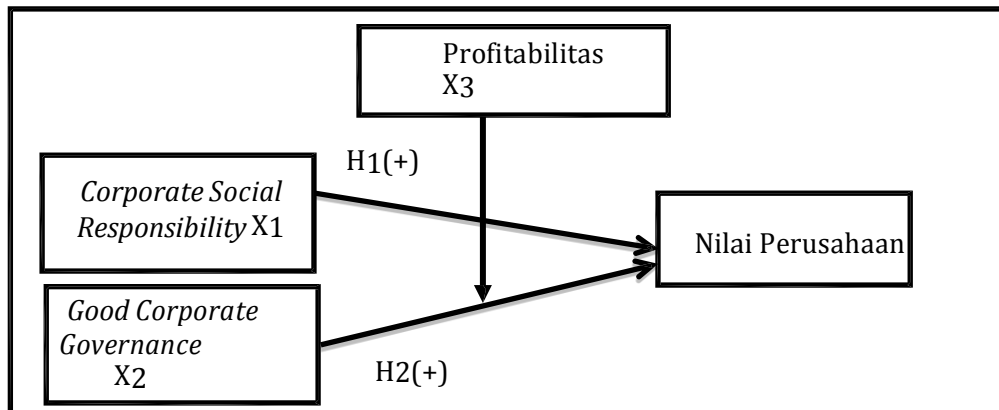 Profitabilitas
X3
H1(+)
Corporate Social
Responsibility X1
Nilai Perusahaan
Good Corporate
Governance
X2
H2(+)